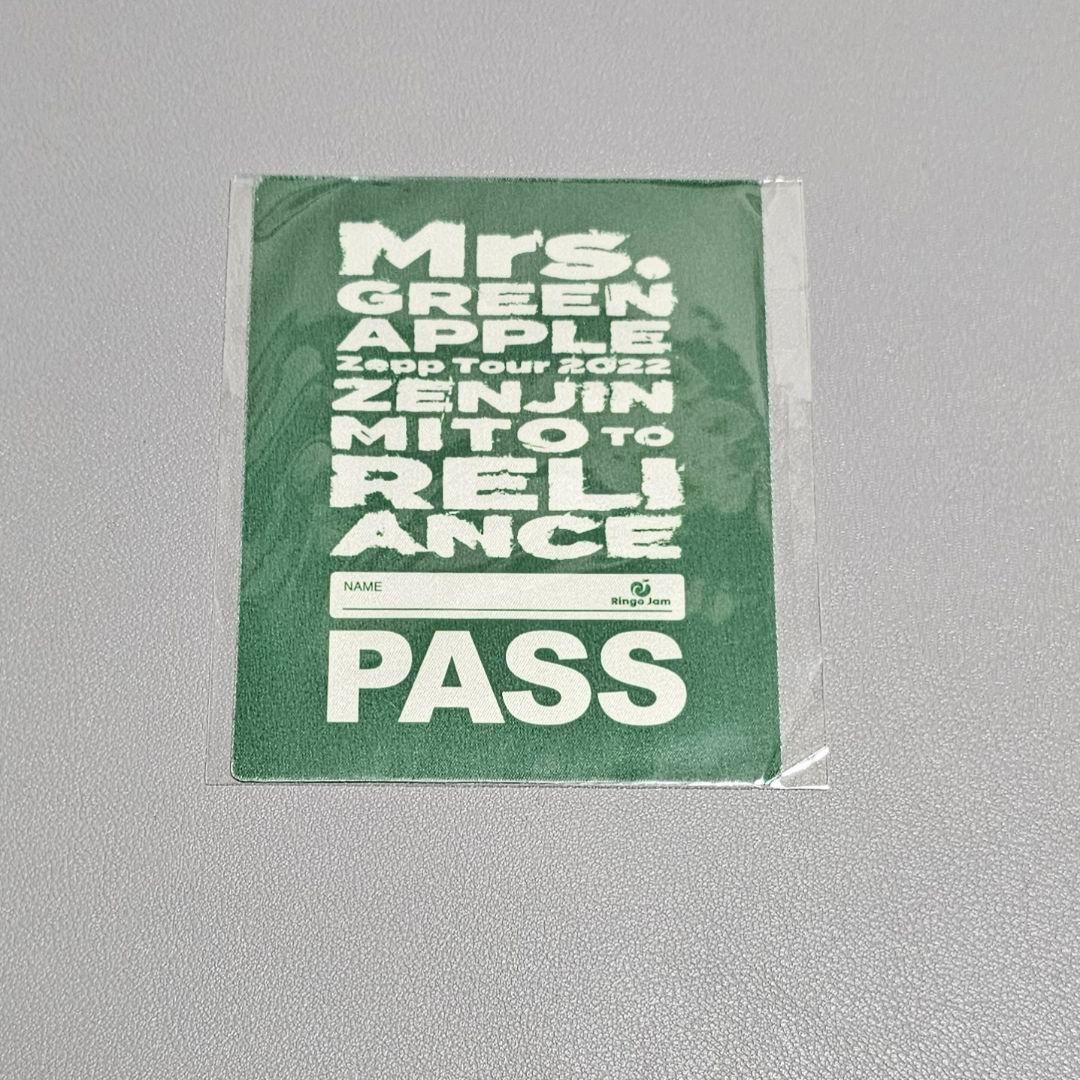 Mrs.
GREEN
APPLE
Zepp Tour 2022
ZENJIN
MITO TO
RELI
ANCE
NAME
Ringo Jam
PASS